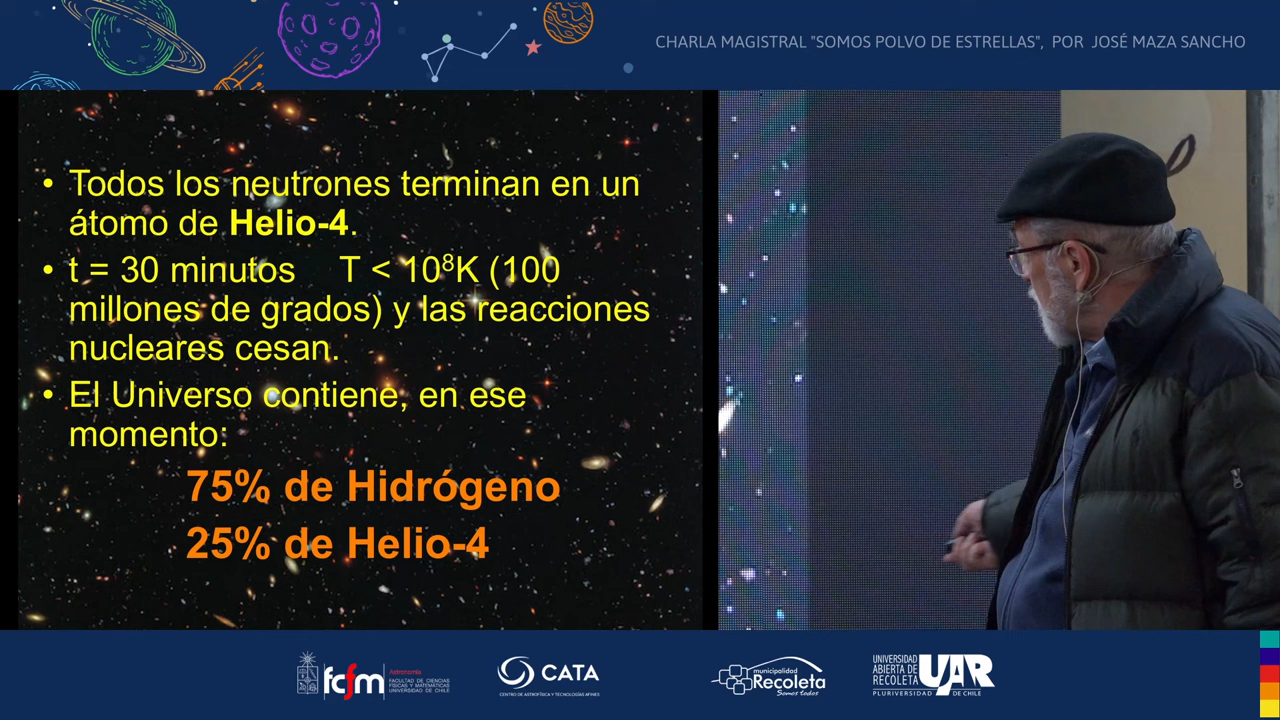 CHARLA MAGISTRAL "SOMOS POLVO DE ESTRELLAS", POR JOSÉ MAZA SANCHO
• Todos los neutrones terminan en un
átomo de Helio-4.
• t = 30 minutos T < 10⁸K (100
millones de grados) y las reacciones
nucleares cesan.
• El Universo contiene, en ese
momento:
75% de Hidrógeno
25% de Helio-4
fcfm
Astronomía
FACULTAD DE CIENCIAS
FÍSICAS Y MATEMÁTICAS
UNIVERSIDAD DE CHILE
CATA
CENTRO DE ASTROFÍSICA Y TECNOLOGÍAS AFINES
municipalidad
Recoleta
Somos todos
UNIVERSIDAD
ABIERTA DE
RECOLETA
UAR
PLURIVERSIDAD DE CHILE